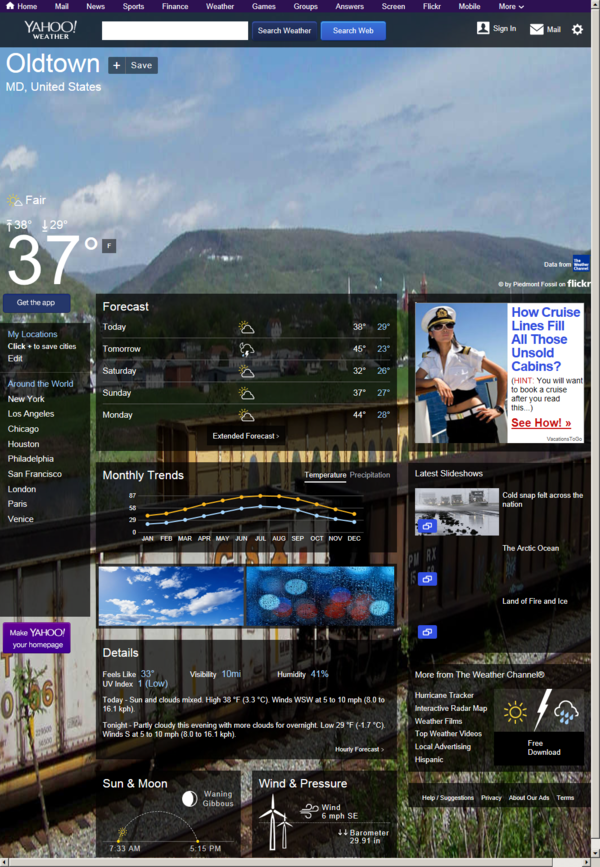 Home Mail News Sports Finance Weather Games Groups Answers Screen Flickr Mobile More
YAHOO!
WEATHER
Search Weather
Search Web
Sign In
Mail
Oldtown
+ Save
MD, United States
Fair
38° 29°
37°
F
Data from
The Weather Channel
© by Piedmont Fossil on flickr
Get the app
My Locations
Click + to save cities
Edit
Around the World
New York
Los Angeles
Chicago
Houston
Philadelphia
San Francisco
London
Paris
Venice
Make YAHOO!
your homepage
Forecast
Today 38° 29°
Tomorrow 45° 23°
Saturday 32° 26°
Sunday 37° 27°
Monday 44° 28°
Extended Forecast >
How Cruise
Lines Fill
All Those
Unsold
Cabins?
(HINT: You will
want to book a cruise
after you read
this...)
See How! »
VacationsToGo
Monthly Trends
Temperature Precipitation
87
58
29
0
JAN FEB MAR APR MAY JUN JUL AUG SEP OCT NOV DEC
Latest Slideshows
Cold snap felt across the
nation
The Arctic Ocean
Land of Fire and Ice
Details
Feels Like 33°
Visibility 10mi
Humidity 41%
UV Index 1 (Low)
Today - Sun and clouds mixed. High 38 °F (3.3 °C). Winds WSW at 5 to 10 mph (8.0 to
16.1 kph).
Tonight - Partly cloudy this evening with more clouds for overnight. Low 29 °F (-1.7 °C).
Winds S at 5 to 10 mph (8.0 to 16.1 kph).
Hourly Forecast >
More from The Weather Channel®
Hurricane Tracker
Interactive Radar Map
Weather Films
Top Weather Videos
Local Advertising
Hispanic
Free
Download
Sun & Moon
Waning
Gibbous
7:33 AM 5:15 PM
Wind & Pressure
Wind
6 mph SE
Barometer
29.91 in
Help / Suggestions Privacy About Our Ads Terms